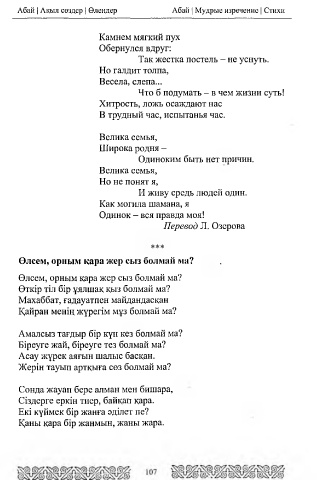 Абай | Ақыл сөздер | Өлеңдер
Абай | Мудрые изречение | Стихи
Камнем мягкий пух
Обернулся вдруг:
Так жестка постель – не уснуть.
Но галдит толпа,
Весела, слепа...
Что б подумать – в чем жизни суть!
Хитрость, ложь осаждают нас
В трудный час, испытанья час.
Велика семья,
Широка родня –
Одиноким быть нет причин.
Велика семья,
Но не понят я,
И живу средь людей один.
Как могила шамана, я
Одинок – вся правда моя!
Перевод Л. Озерова
***
Өлсем, орным қара жер сыз болмай ма?
Өлсем, орным қара жер сыз болмай ма?
Өткір тіл бір ұялшақ қыз болмай ма?
Махаббат, ғадауатпен майдандасқан
Қайран менің жүрегім мұз болмай ма?
Амалсыз тағдыр бір күн кез болмай ма?
Біреуге жай, біреуге тез болмай ма?
Асау жүрек аяғын шалыс басқан.
Жерін тауып артқыға сөз болмай ма?
Сонда жауап бере алман мен бишара,
Сіздерге еркін тиер, байқап қара.
Екі күймек бір жанға әділет пе?
Қаны қара бір жанмын, жаны жара.
107